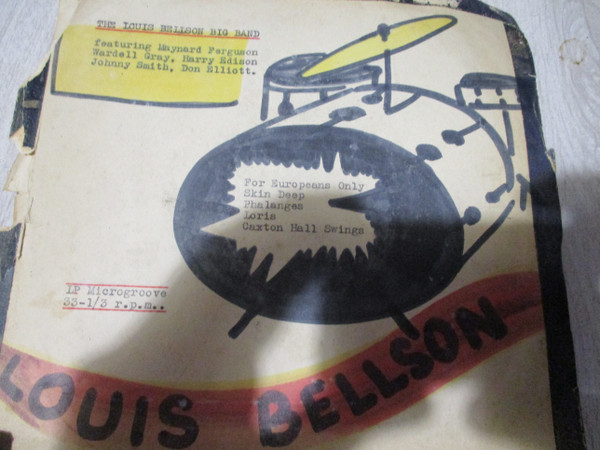 THE LOUIS BELLSON BIG BAND
featuring Maynard Ferguson
Wardell Gray, Harry Edison
Johnny Smith, Don Elliott.
For Europeans Only
Skin Deep
Phalanges
Loris
Caxton Hall Swings
LP Microgroove
33-1/3 r.p.m..
LOUIS BELLSON